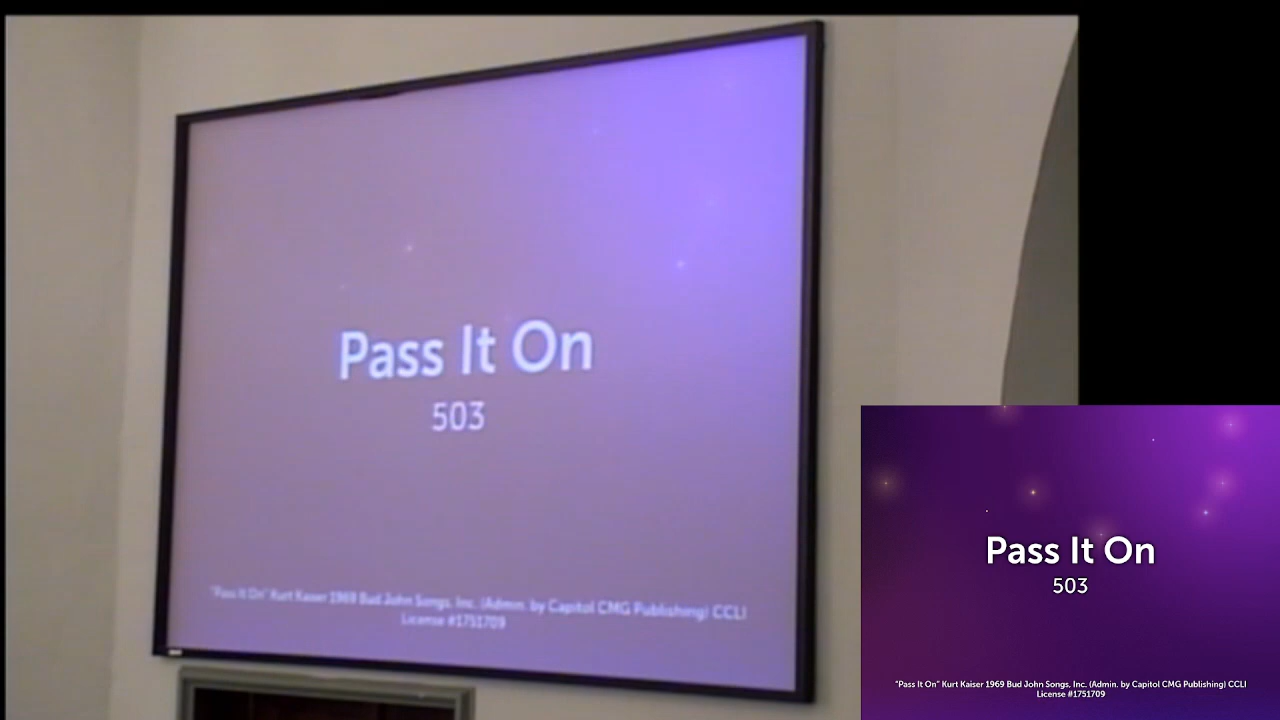 Pass It On
503
"Pass It On" Kurt Kaiser 1969 Bud John Songs, Inc. (Admin. by Capitol CMG Publishing) CCLI
License #1751709
Pass It On
503
"Pass It On" Kurt Kaiser 1969 Bud John Songs, Inc. (Admin. by Capitol CMG Publishing) CCLI
License #1751709